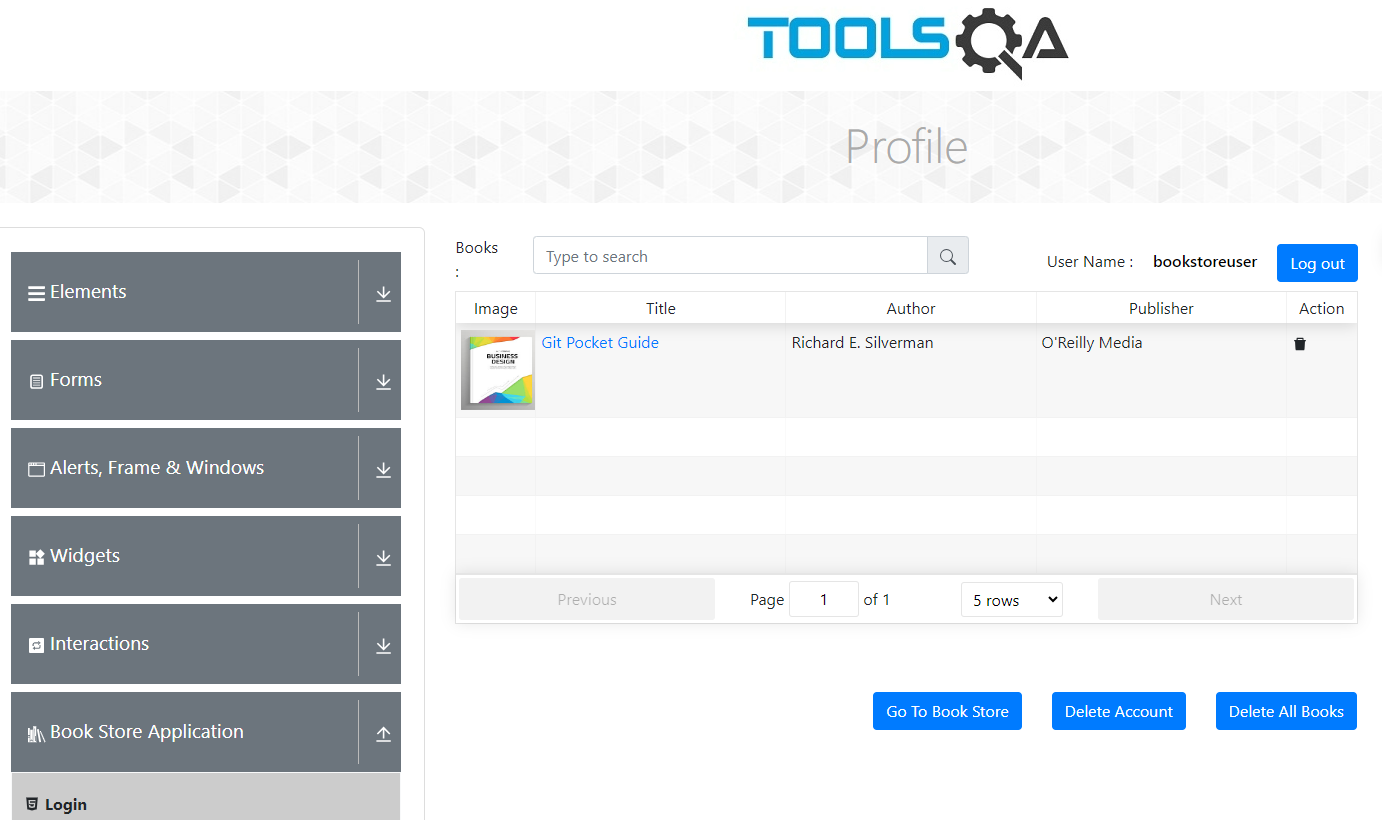 TOOLSQA
Profile
Elements
Forms
Alerts, Frame & Windows
Widgets
Interactions
Book Store Application
Login
Books
:
Type to search
User Name : bookstoreuser Log out
Image Title Author Publisher Action
BUSINESS
DESIGN
Git Pocket Guide Richard E. Silverman O'Reilly Media
Previous Page 1 of 1 5 rows Next
Go To Book Store Delete Account Delete All Books